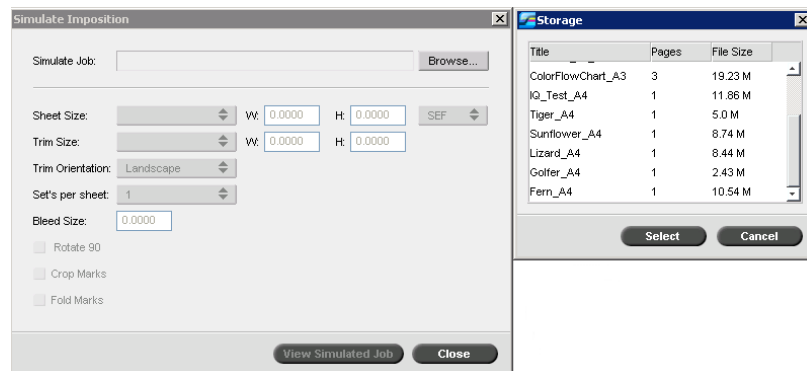 Simulate Imposition
Simulate Job: Browse...
Sheet Size: W: 0.0000 H: 0.0000 SEF
Trim Size: W: 0.0000 H: 0.0000
Trim Orientation: Landscape
Set's per sheet: 1
Bleed Size: 0.0000
Rotate 90
Crop Marks
Fold Marks
View Simulated Job Close
Storage
Title Pages File Size
ColorFlowChart_A3 3 19.23 M
IQ_Test_A4 1 11.86 M
Tiger_A4 1 5.0 M
Sunflower_A4 1 8.74 M
Lizard_A4 1 8.44 M
Golfer_A4 1 2.43 M
Fern_A4 1 10.54 M
Select Cancel